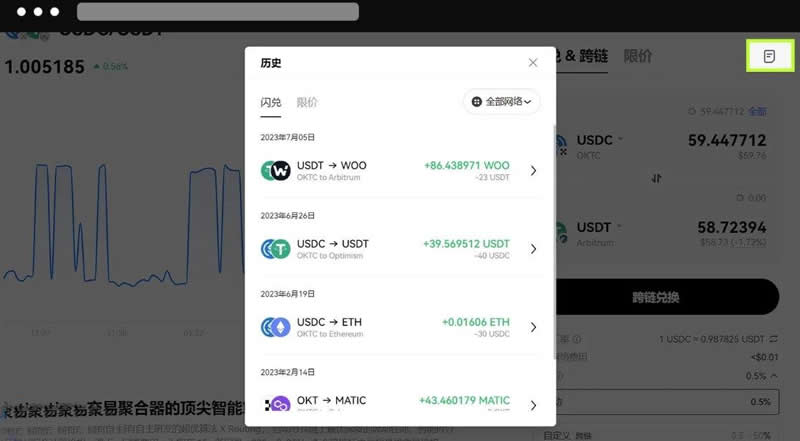 1.005185
0.56%
历史
闪兑 限价
全部网络
2023年7月05日
USDT → WOO
OKTC to Arbitrum
+86.438971 WOO
-23 USDT
2023年6月26日
USDC → USDT
OKTC to Optimism
+39.569512 USDT
-40 USDC
2023年6月19日
USDC → ETH
OKTC to Ethereum
+0.01606 ETH
-30 USDC
2023年2月14日
OKT → MATIC
+43.460179 MATIC
& 跨链 限价
59.447712 全部
USDC
OKTC
59.447712
$59.76
0.00
USDT
Arbitrum
58.72394
$58.73 (-1.72%)
跨链兑换
1 USDC ≈ 0.987825 USDT
<$0.01
0.5%
0.5%
自定义 跨链
交易聚合器的顶尖智能